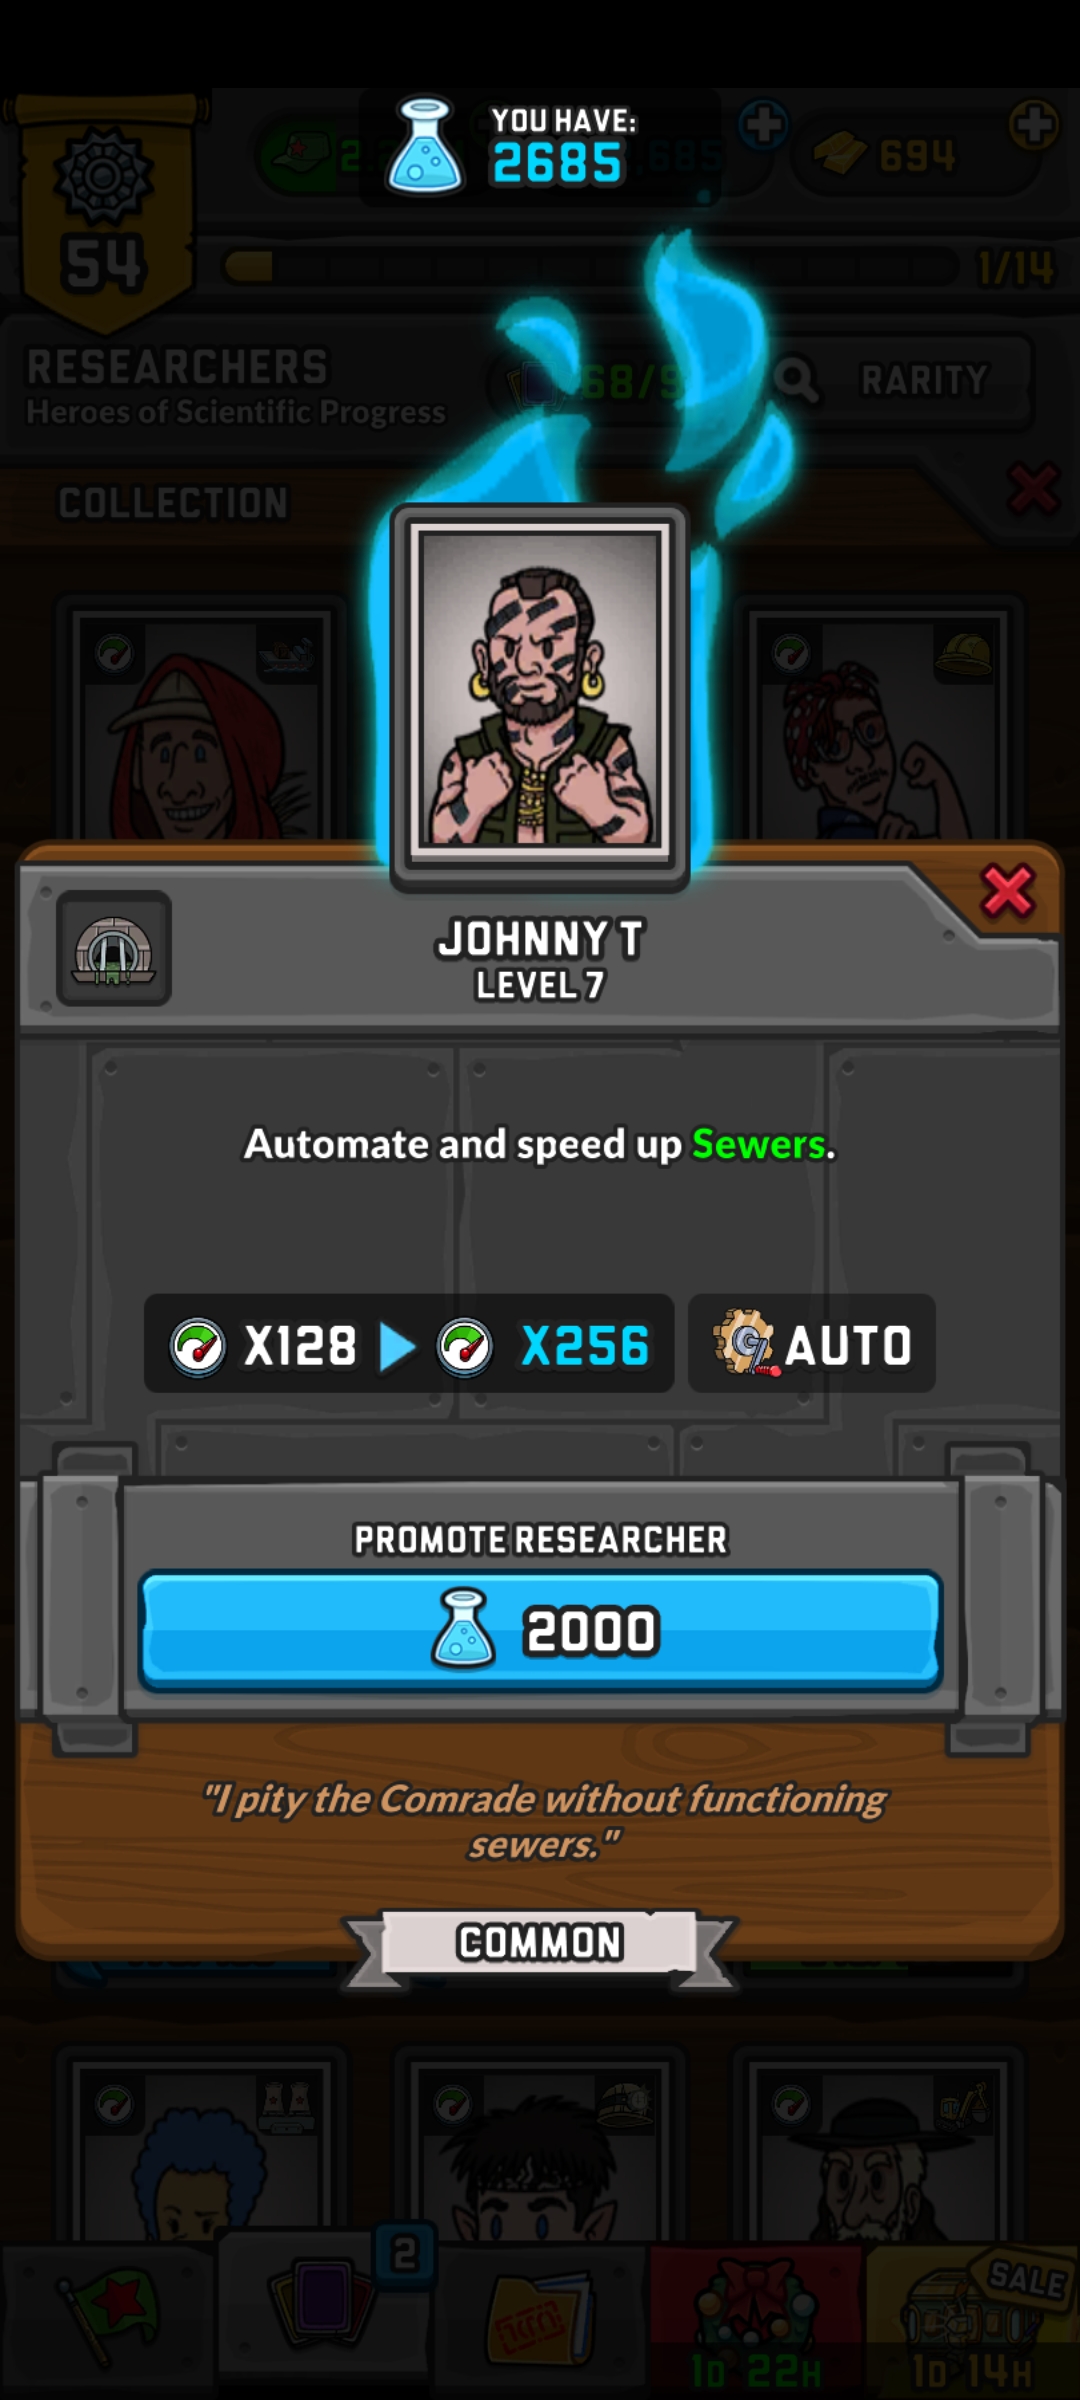 YOU HAVE:
2685
694
54
1/14
RESEARCHERS
Heroes of Scientific Progress
RARITY
COLLECTION
JOHNNY T
LEVEL 7
Automate and speed up Sewers.
X128 X256 AUTO
PROMOTE RESEARCHER
2000
"I pity the Comrade without functioning
sewers."
COMMON
2
SALE
1D 22H
1D 14H